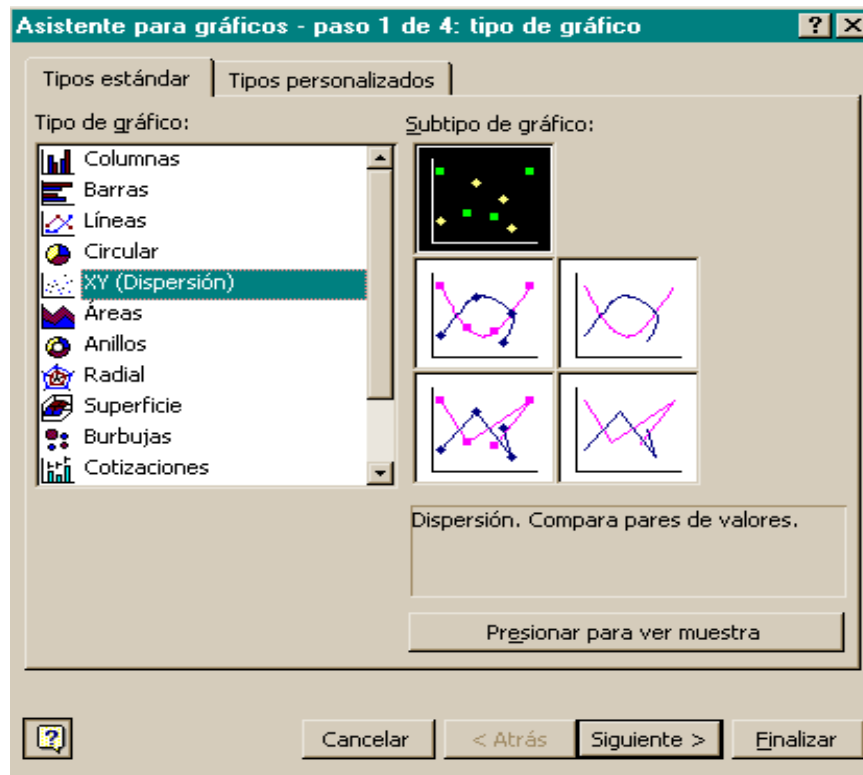 Asistente para gráficos - paso 1 de 4: tipo de gráfico
Tipos estándar
Tipos personalizados
Tipo de gráfico:
Columnas
Barras
Líneas
Circular
XY (Dispersión)
Áreas
Anillos
Radial
Superficie
Burbujas
Cotizaciones
Subtipo de gráfico:
Dispersión. Compara pares de valores.
Presionar para ver muestra
Cancelar
< Atrás
Siguiente >
Finalizar